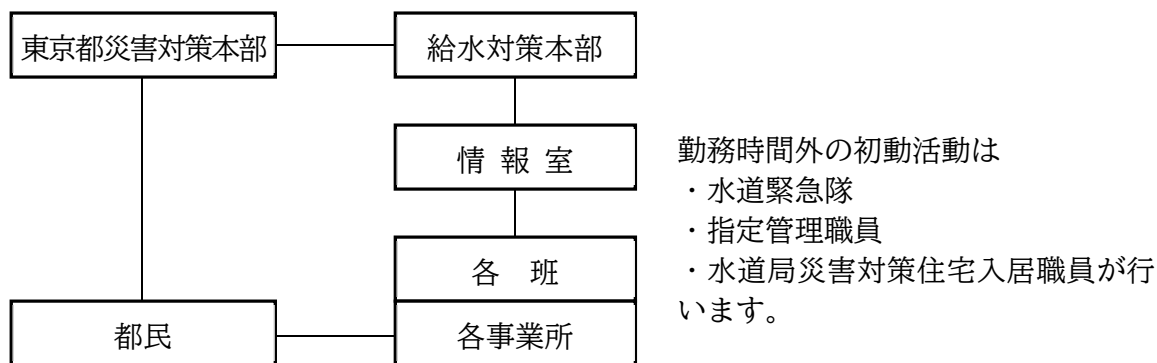 東京都災害対策本部
給水対策本部
情報室
各 班
都民
各事業所
勤務時間外の初動活動は
・水道緊急隊
・指定管理職員
・水道局災害対策住宅入居職員が行
います。